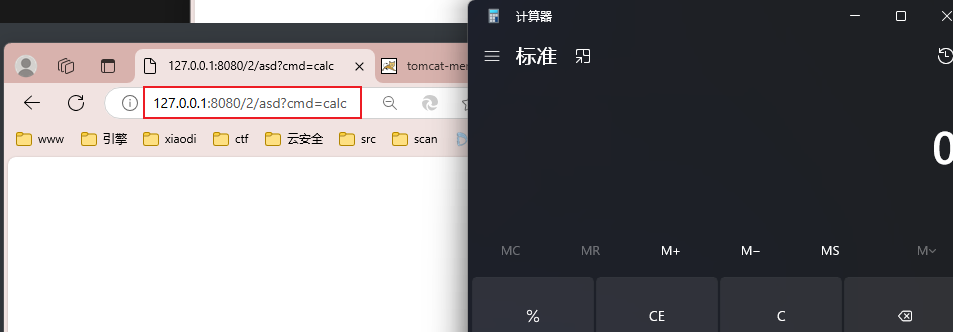 127.0.0.1:8080/2/asd?cmd=calc
tomcat-mer
127.0.0.1:8080/2/asd?cmd=calc
www
引擎
xiaodi
ctf
云安全
src
scan
计算器
标准
0
MC MR M+ M− MS M
% CE C